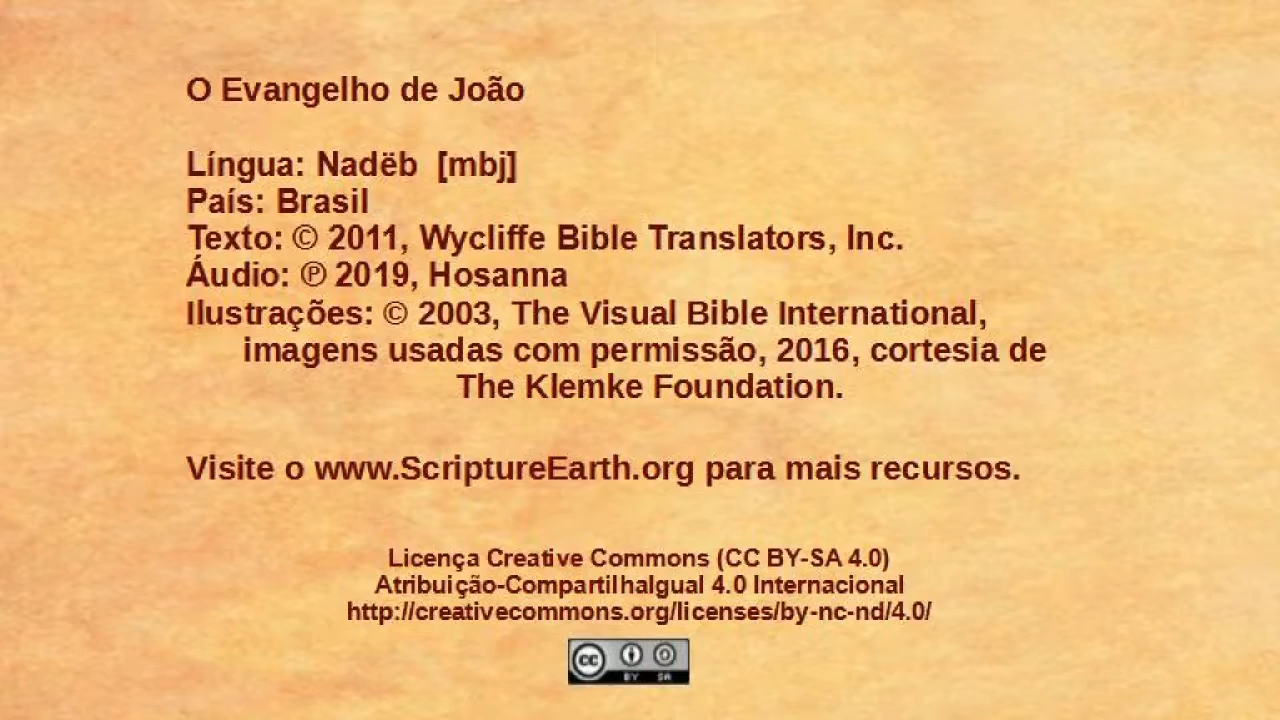 O Evangelho de João
Língua: Nadëb [mbj]
País: Brasil
Texto: © 2011, Wycliffe Bible Translators, Inc.
Áudio: ℗ 2019, Hosanna
Ilustrações: © 2003, The Visual Bible International,
imagens usadas com permissão, 2016, cortesia de
The Klemke Foundation.
Visite o www.ScriptureEarth.org para mais recursos.
Licença Creative Commons (CC BY-SA 4.0)
Atribuição-CompartilhaIgual 4.0 Internacional
http://creativecommons.org/licenses/by-nc-nd/4.0/
cc BY SA